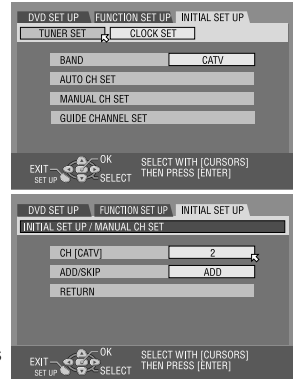 DVD SET UP FUNCTION SET UP INITIAL SET UP
TUNER SET CLOCK SET
BAND CATV
AUTO CH SET
MANUAL CH SET
GUIDE CHANNEL SET
OK
EXIT SELECT
SET UP
SELECT WITH [CURSORS]
THEN PRESS [ENTER]
DVD SET UP FUNCTION SET UP INITIAL SET UP
INITIAL SET UP / MANUAL CH SET
CH [CATV] 2
ADD/SKIP ADD
RETURN
s
OK
EXIT SELECT
SET UP
SELECT WITH [CURSORS]
THEN PRESS [ENTER]